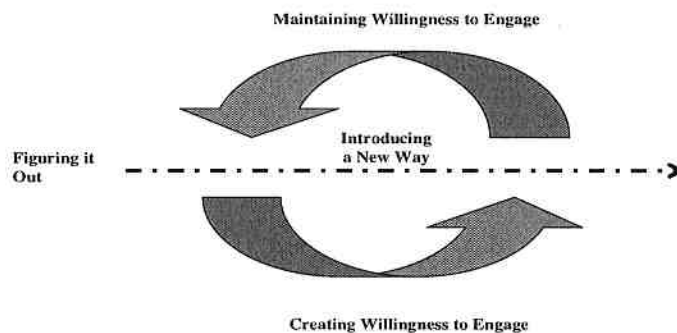 Maintaining Willingness to Engage
Introducing
a New Way
Figuring it
Out
Creating Willingness to Engage